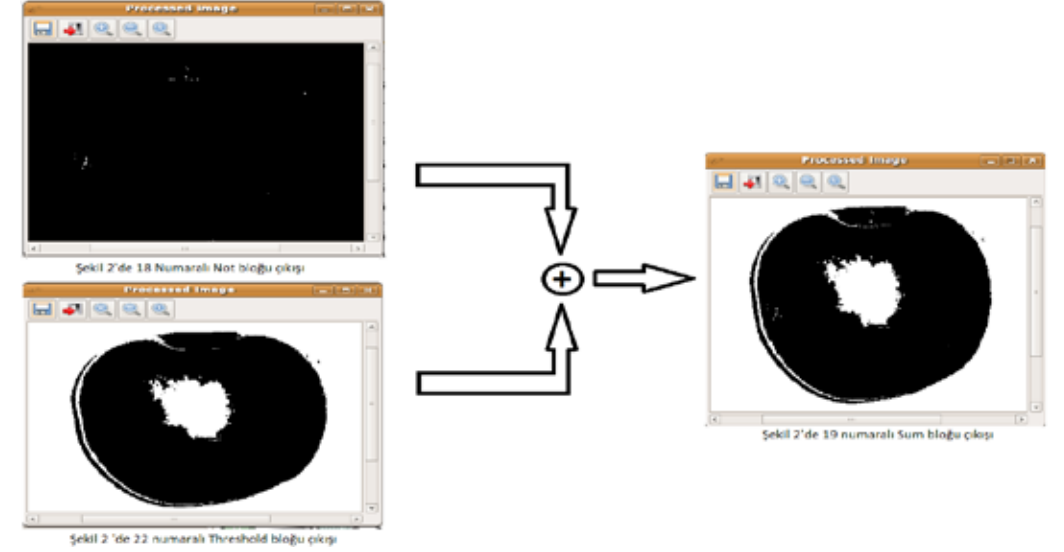 Processed Image
Şekil 2'de 18 Numaralı Not bloğu çıkışı
Processed Image
Şekil 2 'de 22 numaralı Threshold bloğu çıkışı
Processed Image
Şekil 2'de 19 numaralı Sum bloğu çıkışı